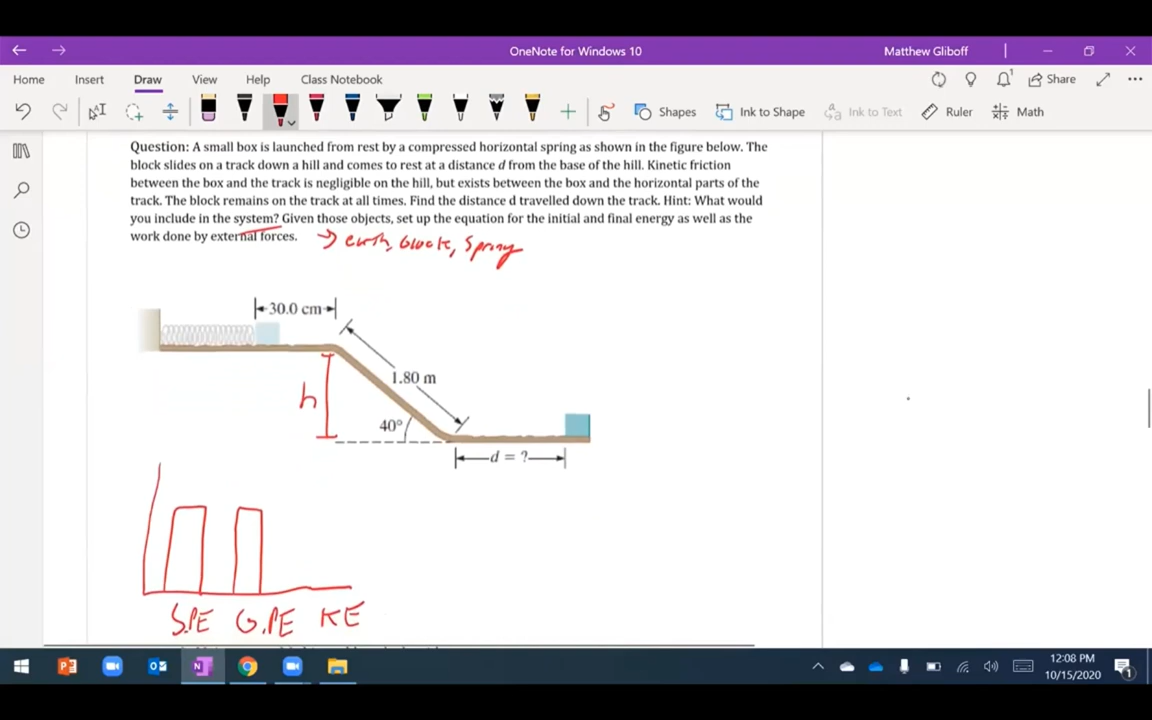 OneNote for Windows 10
Matthew Gliboff
Home Insert Draw View Help Class Notebook
Share
Shapes Ink to Shape Ink to Text Ruler Math
Question: A small box is launched from rest by a compressed horizontal spring as shown in the figure below. The
block slides on a track down a hill and comes to rest at a distance d from the base of the hill. Kinetic friction
between the box and the track is negligible on the hill, but exists between the box and the horizontal parts of the
track. The block remains on the track at all times. Find the distance d travelled down the track. Hint: What would
you include in the system? Given those objects, set up the equation for the initial and final energy as well as the
work done by external forces.
→ earth, block, spring
30.0 cm
1.80 m
h
40°
d = ?
S.PE G.PE KE
12:08 PM
10/15/2020